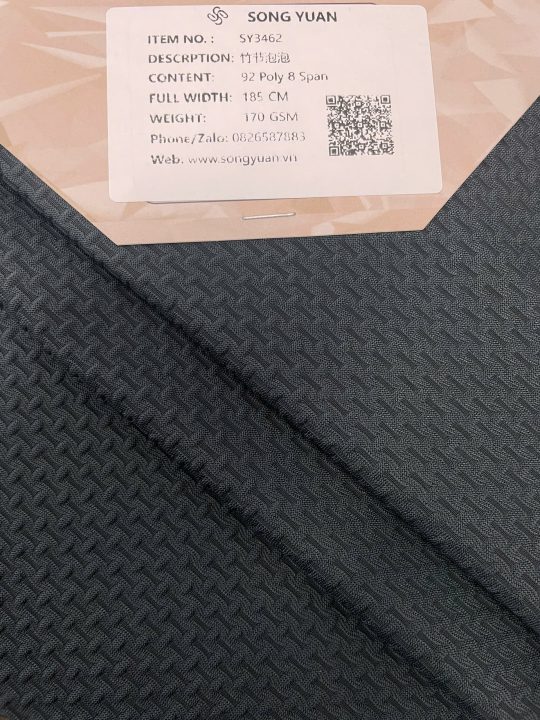 SONG YUAN
ITEM NO. : SY3462
DESCRPTION: 竹节泡泡
CONTENT: 92 Poly 8 Span
FULL WIDTH: 185 CM
WEIGHT: 170 GSM
Phone/Zalo: 0826587883
Web. www.songyuan.vn